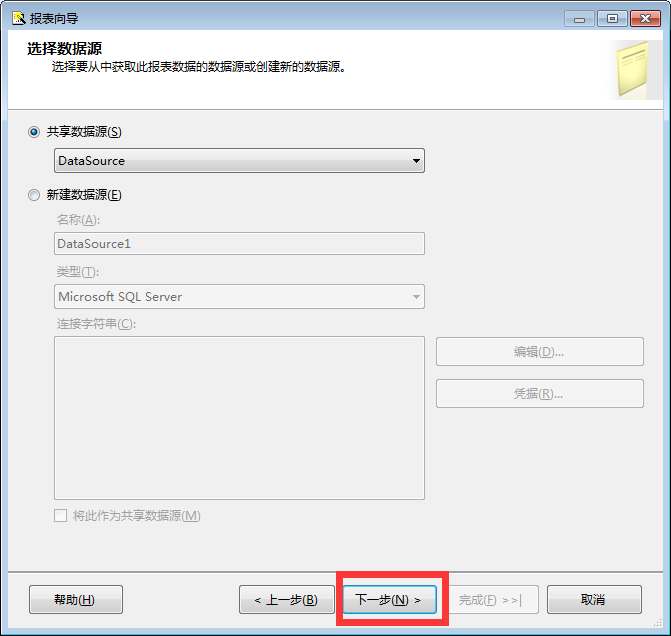 报表向导
选择数据源
选择要从中获取此报表数据的数据源或创建新的数据源。
共享数据源(S)
DataSource
新建数据源(E)
名称(A):
DataSource1
类型(T):
Microsoft SQL Server
连接字符串(C):
编辑(D)...
凭据(R)...
将此作为共享数据源(M)
帮助(H)
< 上一步(B)
下一步(N) >
完成(F) >>|
取消